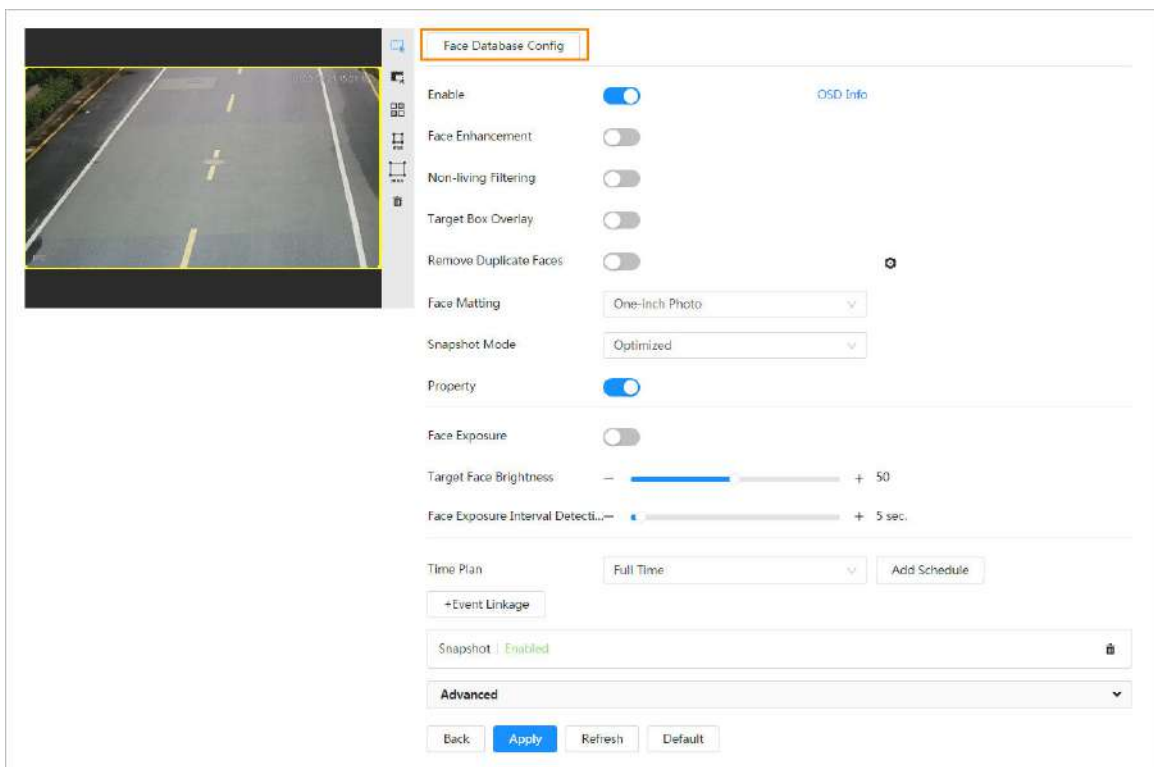 Face Database Config
Enable
OSD Info
Face Enhancement
Non-living Filtering
Target Box Overlay
Remove Duplicate Faces
Face Matting
One-inch Photo
Snapshot Mode
Optimized
Property
Face Exposure
Target Face Brightness
— + 50
Face Exposure Interval Detecti...— + 5 sec.
Time Plan
Full Time
Add Schedule
+Event Linkage
Snapshot | Enabled
Advanced
Back
Apply
Refresh
Default